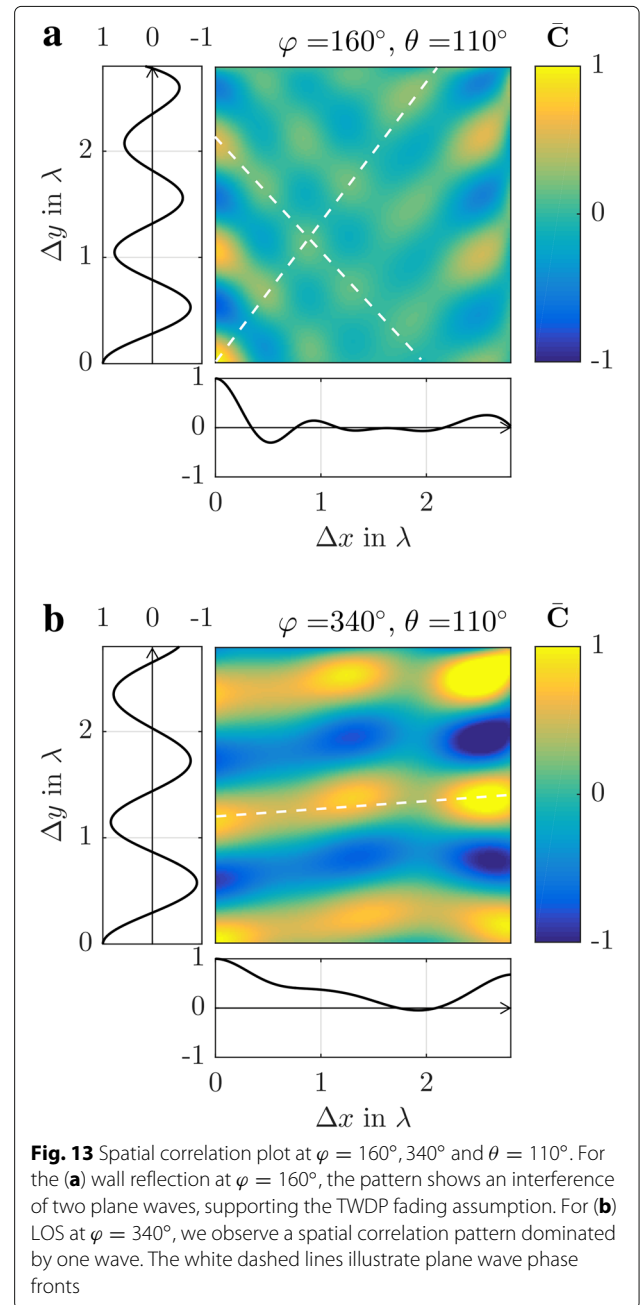 a
1 0 -1
φ =160°, θ = 110°
C̄
1
0
-1
2
1
0
Δy in λ
1
0
-1
0 1 2
Δx in λ
b
1 0 -1
φ =340°, θ = 110°
C̄
1
0
-1
2
1
0
Δy in λ
1
0
-1
0 1 2
Δx in λ
Fig. 13 Spatial correlation plot at φ = 160°, 340° and θ = 110°. For
the (a) wall reflection at φ = 160°, the pattern shows an interference
of two plane waves, supporting the TWDP fading assumption. For (b)
LOS at φ = 340°, we observe a spatial correlation pattern dominated
by one wave. The white dashed lines illustrate plane wave phase
fronts